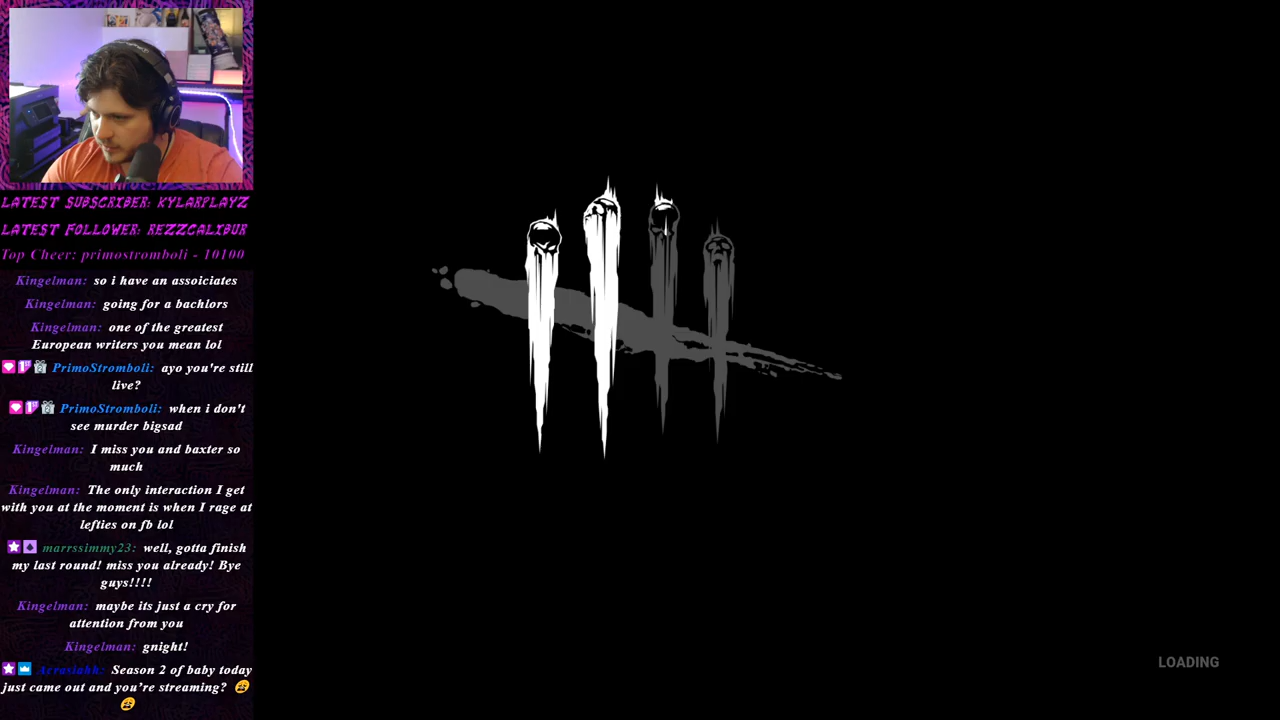 LATEST SUBSCRIBER: KYLARPLAYZ
LATEST FOLLOWER: REZZCALIBUR
Top Cheer: primostromboli - 10100
Kingelman: so i have an assoiciates
Kingelman: going for a bachlors
Kingelman: one of the greatest
European writers you mean lol
PrimoStromboli: ayo you're still
live?
PrimoStromboli: when i don't
see murder bigsad
Kingelman: I miss you and baxter so
much
Kingelman: The only interaction I get
with you at the moment is when I rage at
lefties on fb lol
marrssimmy23: well, gotta finish
my last round! miss you already! Bye
guys!!!!
Kingelman: maybe its just a cry for
attention from you
Kingelman: gnight!
Season 2 of baby today
just came out and you're streaming? 😩
😩
LOADING